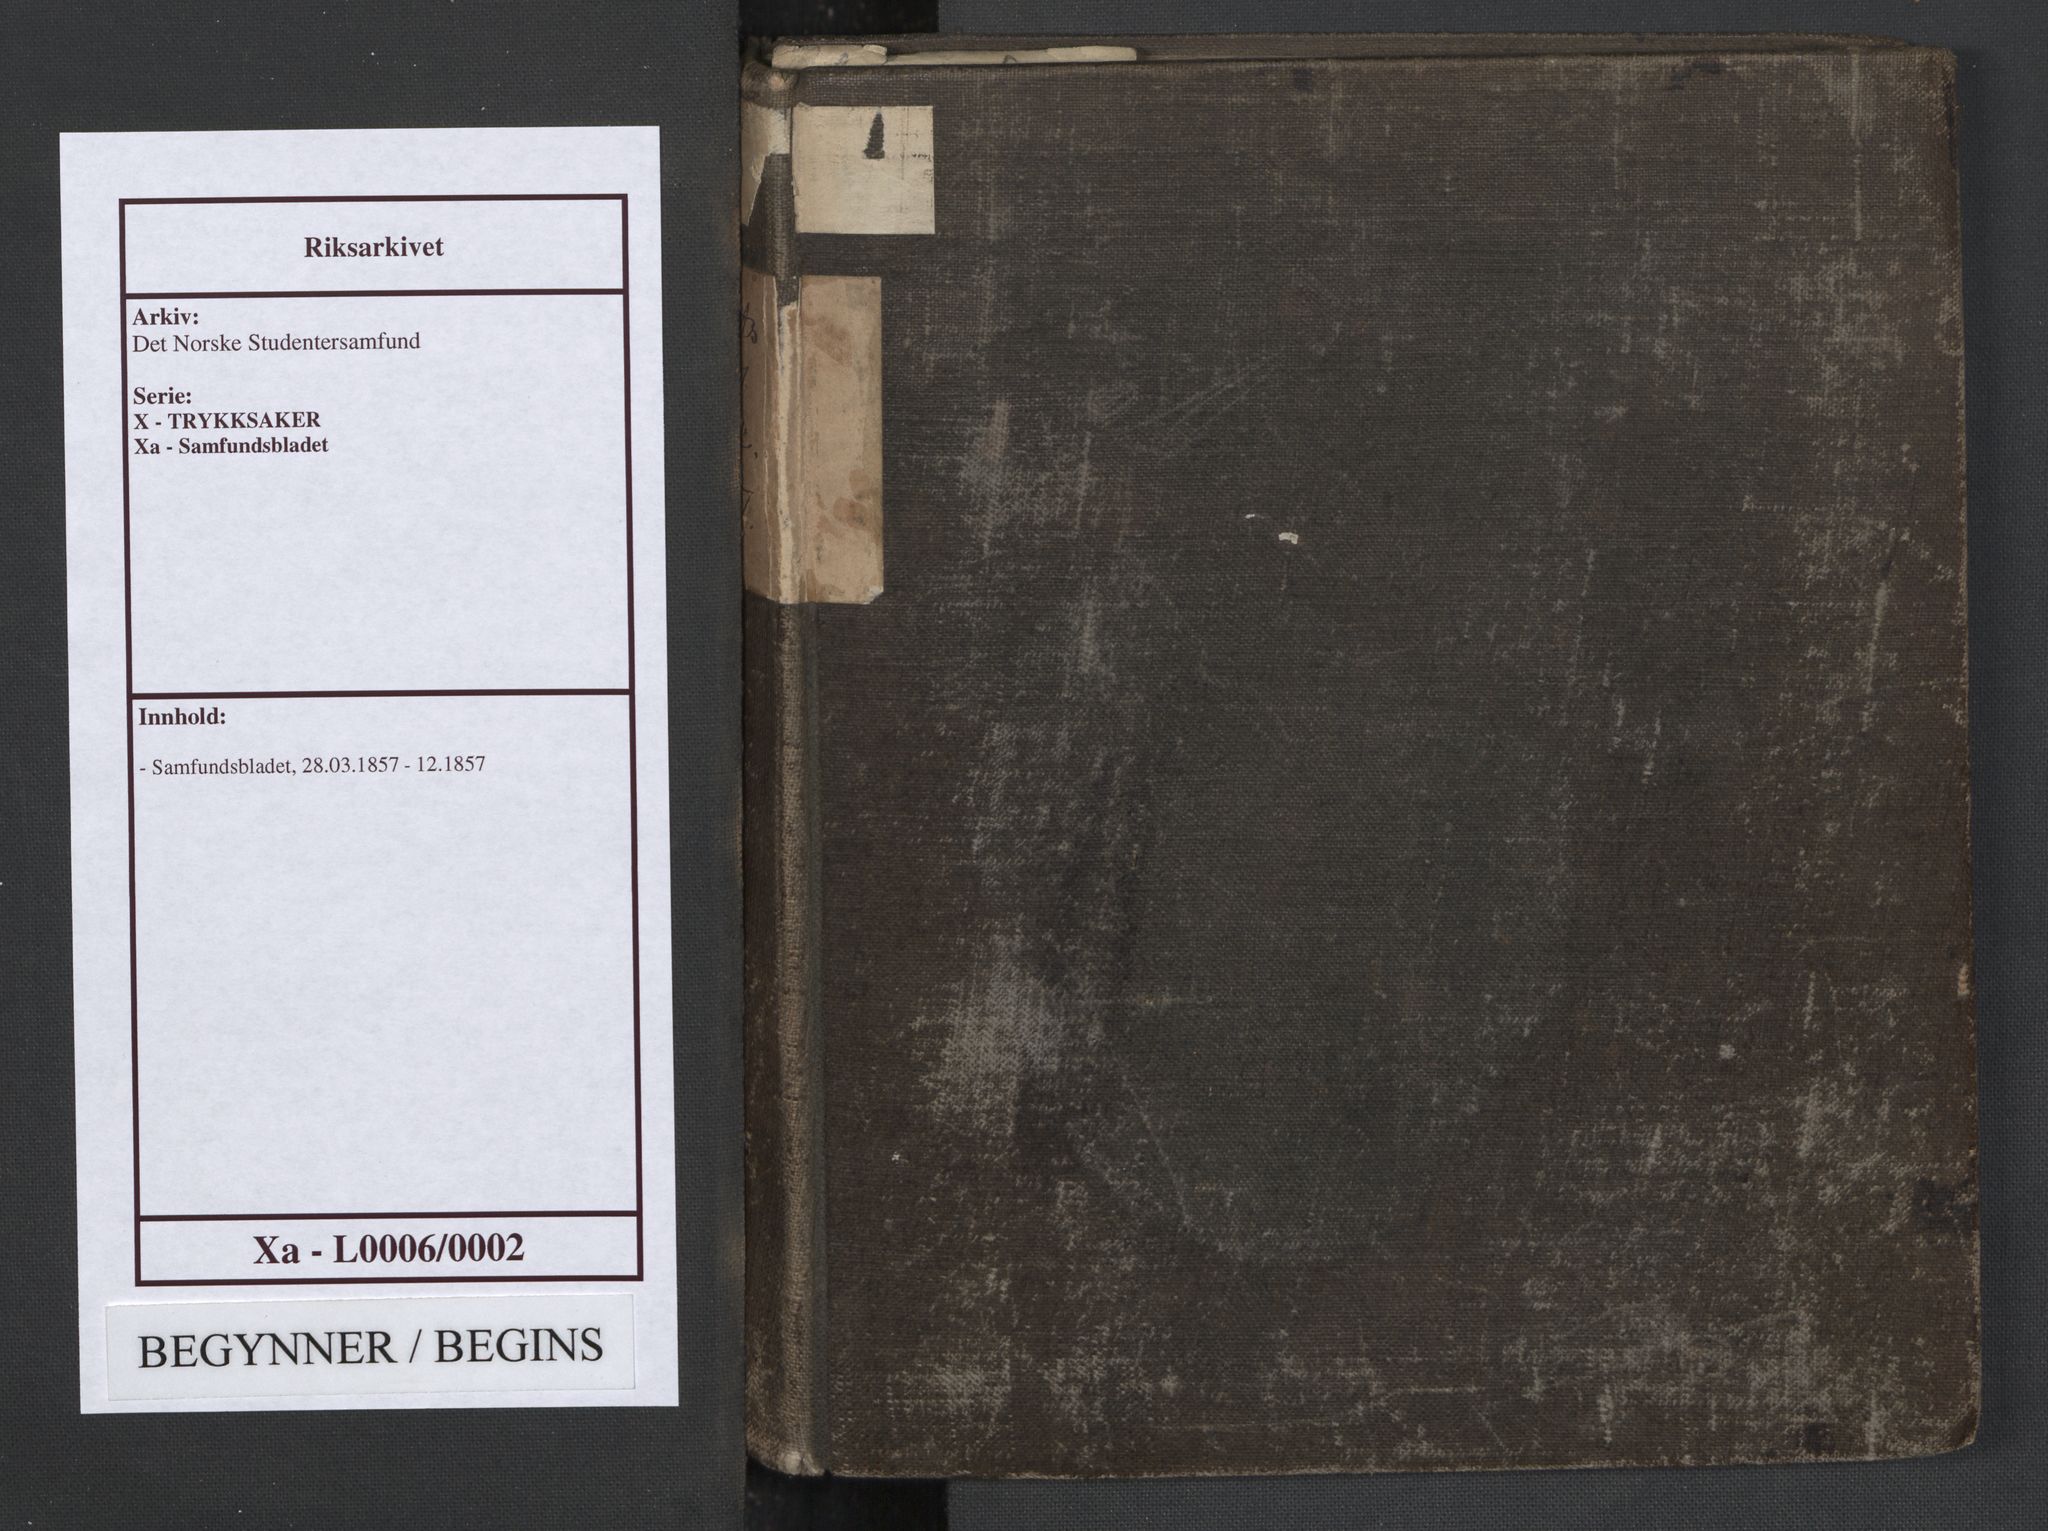 Riksarkivet
Arkiv:
Det Norske Studentersamfund
Serie:
X - TRYKKSAKER
Xa - Samfundsbladet
Innhold:
- Samfundsbladet, 28.03.1857 - 12.1857
Xa - L0006/0002
BEGYNNER / BEGINS